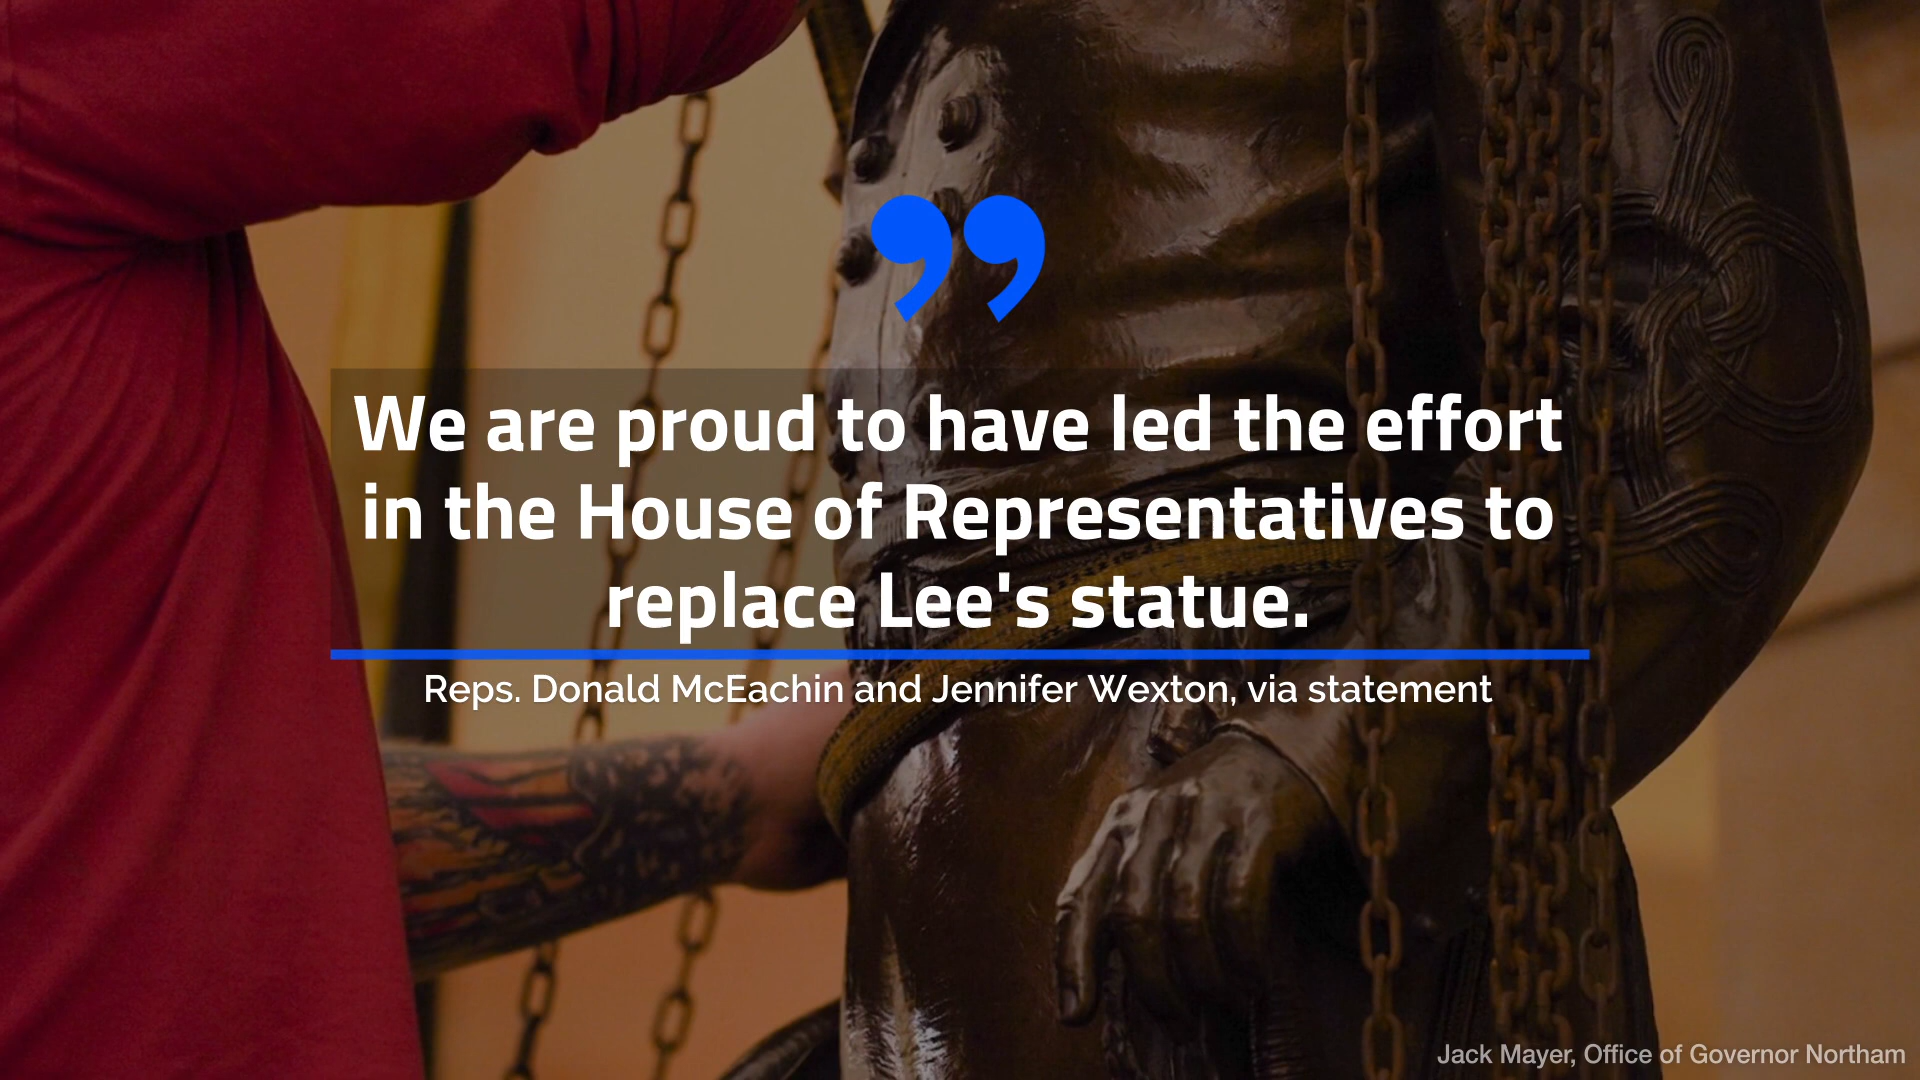 ”
We are proud to have led the effort
in the House of Representatives to
replace Lee's statue.
Reps. Donald McEachin and Jennifer Wexton, via statement
Jack Mayer, Office of Governor Northam